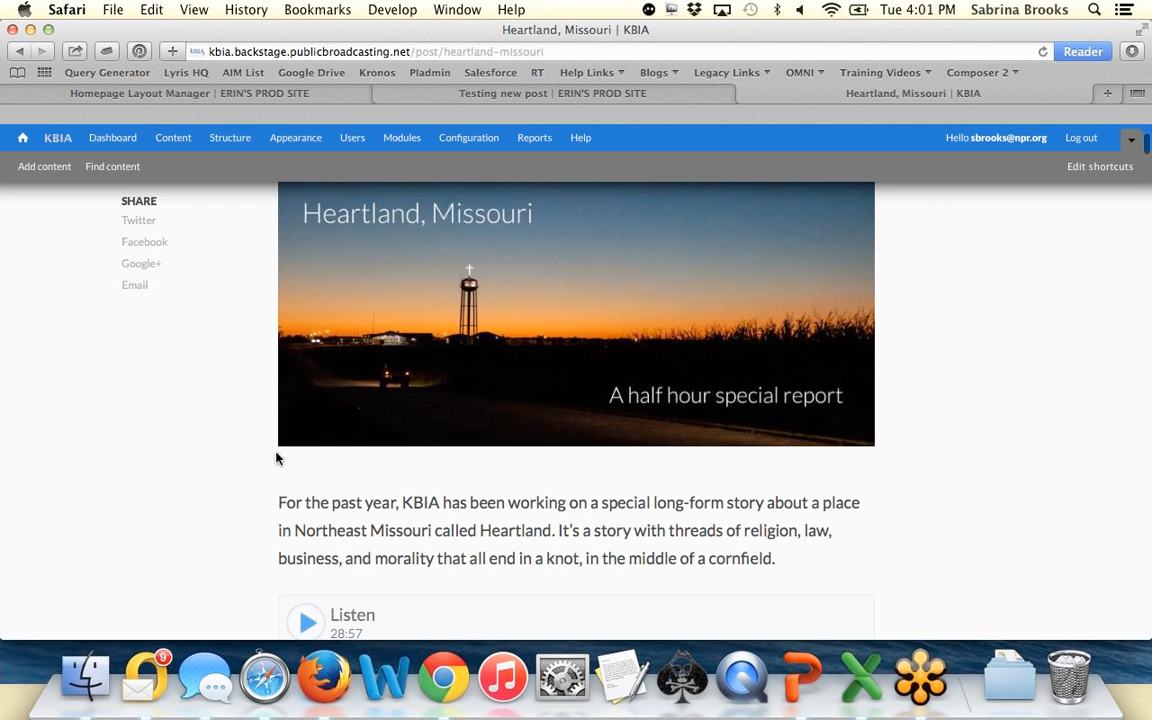 Safari File Edit View History Bookmarks Develop Window Help Tue 4:01 PM Sabrina Brooks
Heartland, Missouri | KBIA
kbia.backstage.publicbroadcasting.net/post/heartland-missouri Reader
Query Generator Lyris HQ AIM List Google Drive Kronos Pladmin Salesforce RT Help Links Blogs Legacy Links OMNI Training Videos Composer 2
Homepage Layout Manager | ERIN'S PROD SITE Testing new post | ERIN'S PROD SITE Heartland, Missouri | KBIA
KBIA Dashboard Content Structure Appearance Users Modules Configuration Reports Help Hello sbrooks@npr.org Log out
Add content Find content Edit shortcuts
SHARE
Twitter
Facebook
Google+
Email
Heartland, Missouri
A half hour special report
For the past year, KBIA has been working on a special long-form story about a place
in Northeast Missouri called Heartland. It's a story with threads of religion, law,
business, and morality that all end in a knot, in the middle of a cornfield.
Listen
28:57
9